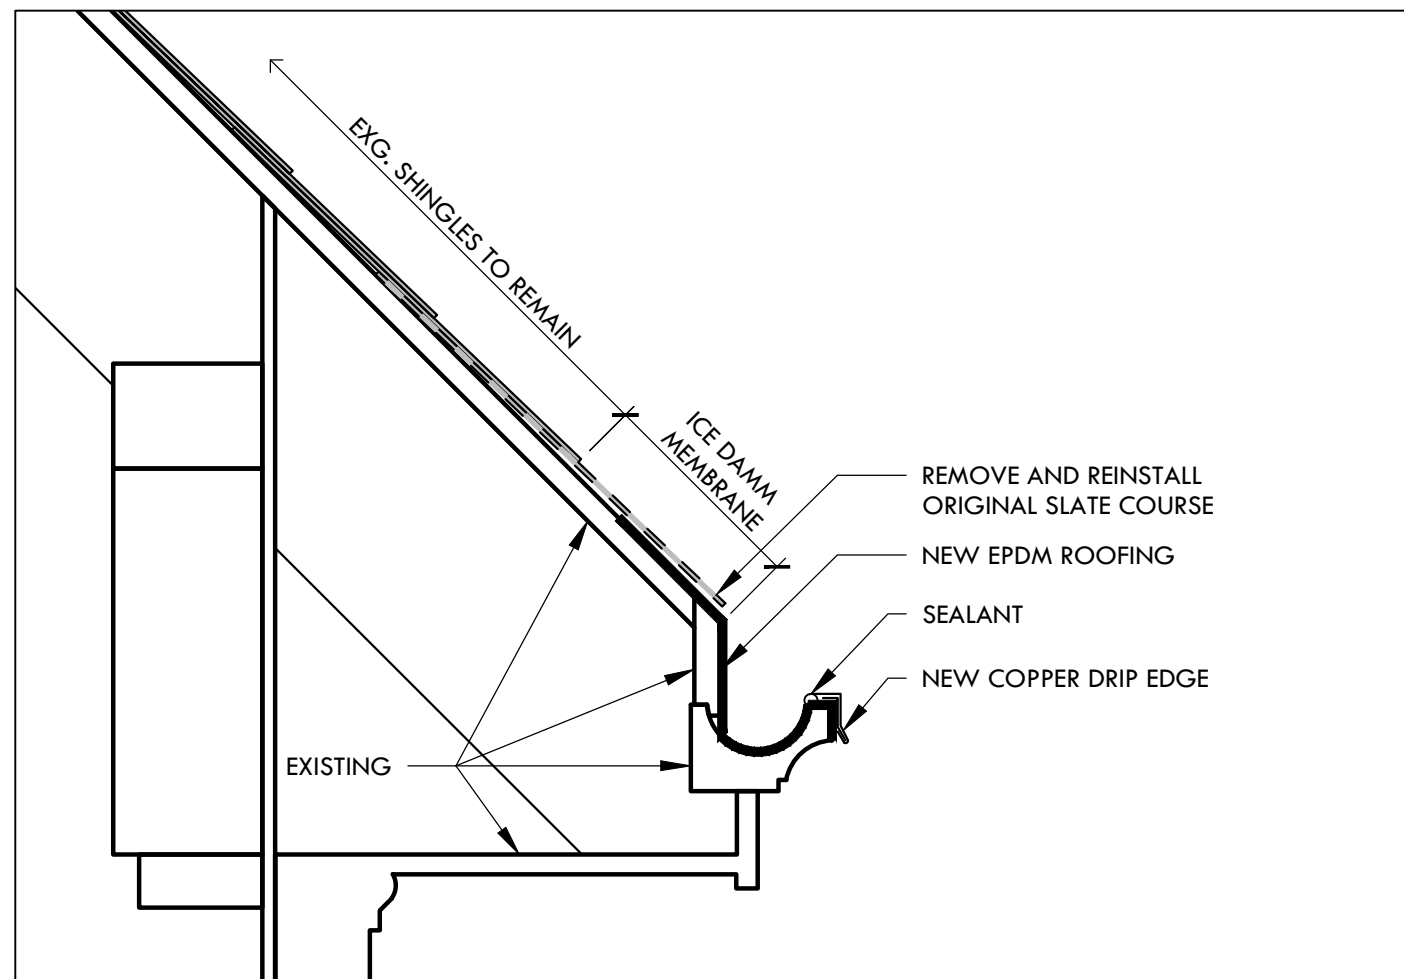 EXG. SHINGLES TO REMAIN
ICE DAMM
MEMBRANE
REMOVE AND REINSTALL
ORIGINAL SLATE COURSE
NEW EPDM ROOFING
SEALANT
NEW COPPER DRIP EDGE
EXISTING